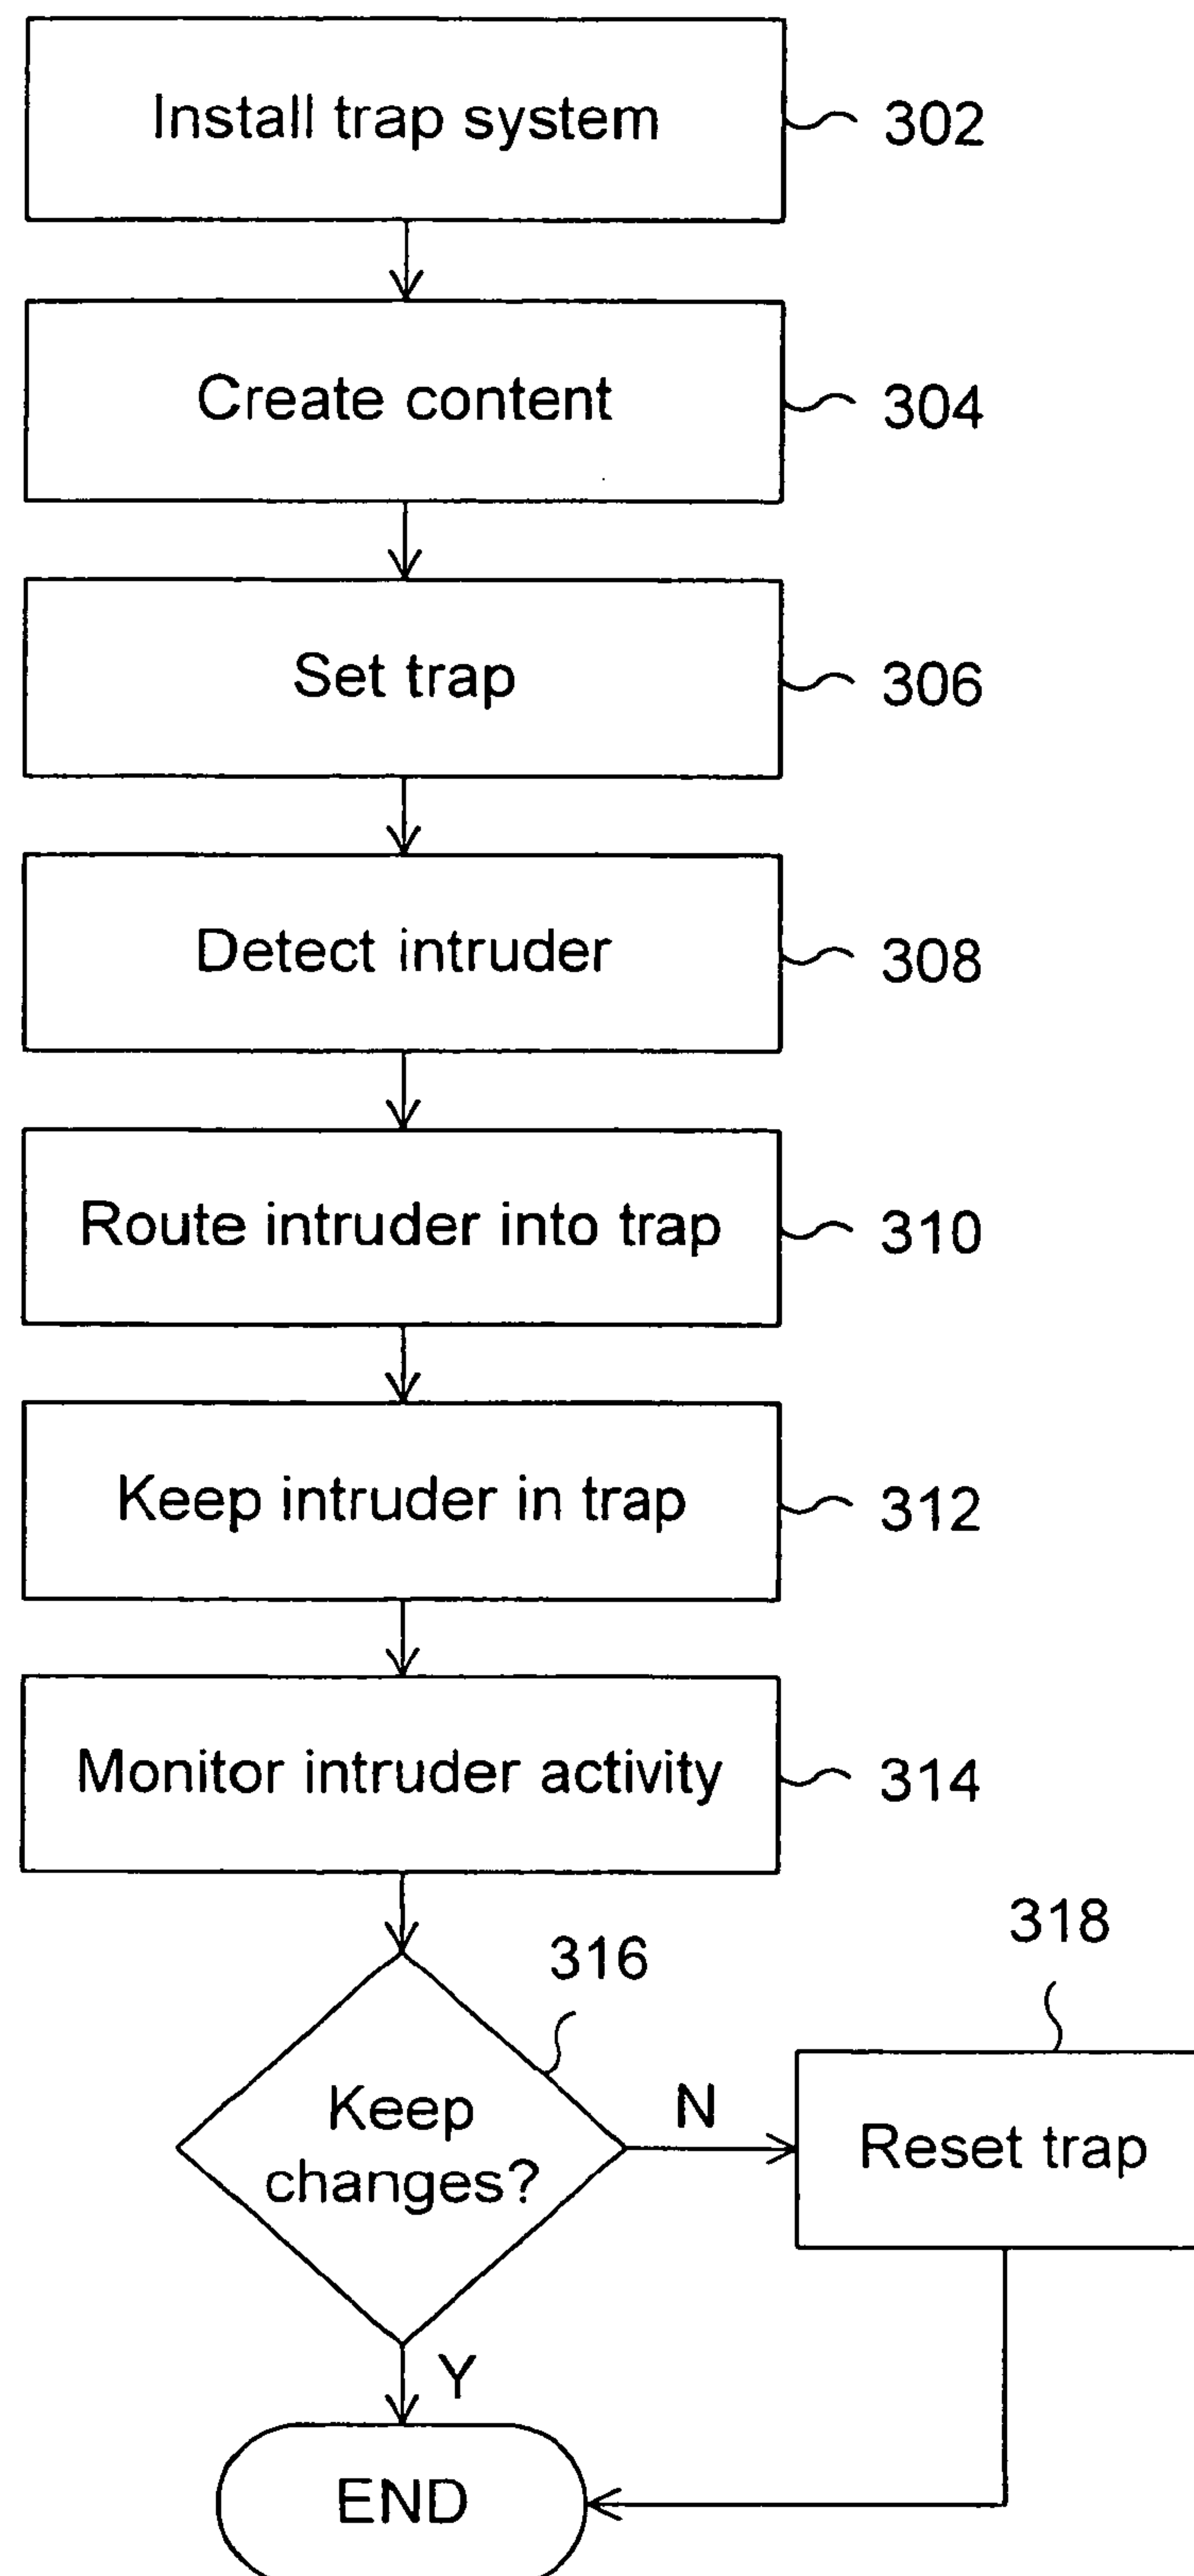 Install trap system
302
Create content
304
Set trap
306
Detect intruder
308
Route intruder into trap
310
Keep intruder in trap
312
Monitor intruder activity
314
316
318
Keep
changes?
N
Reset trap
Y
END